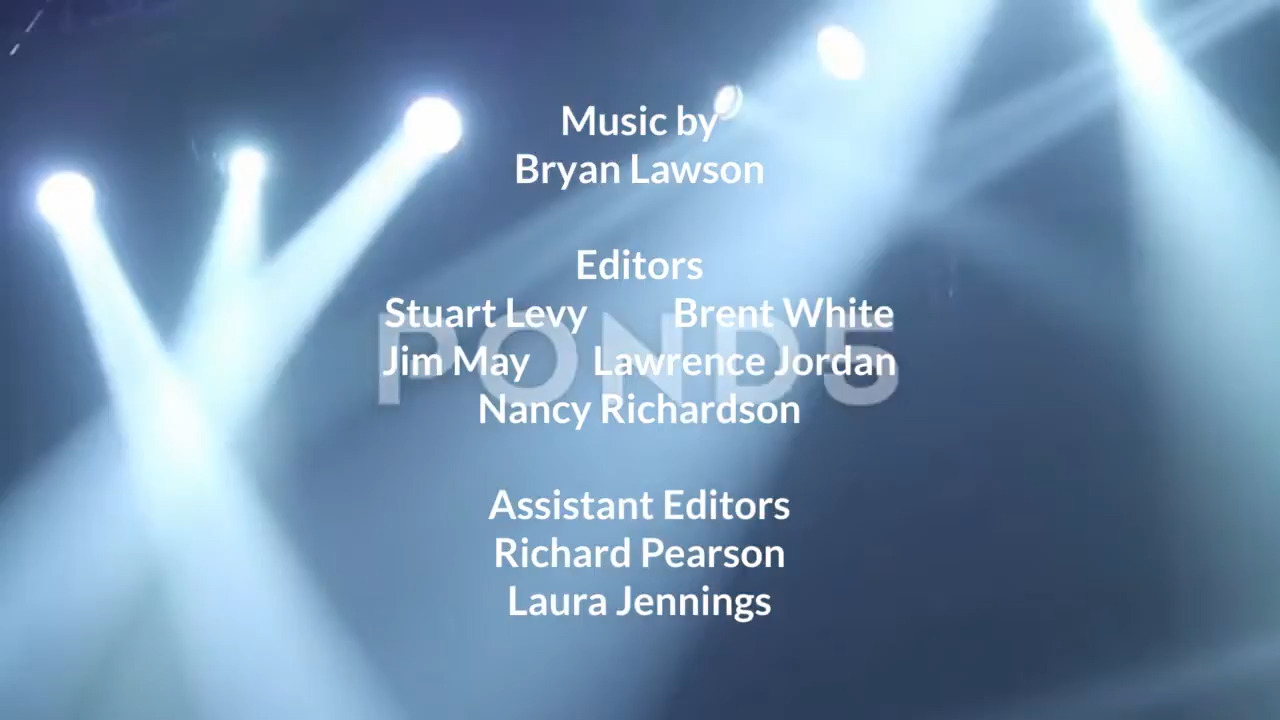 Music by
Bryan Lawson
Editors
Stuart Levy Brent White
Jim May Lawrence Jordan
Nancy Richardson
POND5
Assistant Editors
Richard Pearson
Laura Jennings